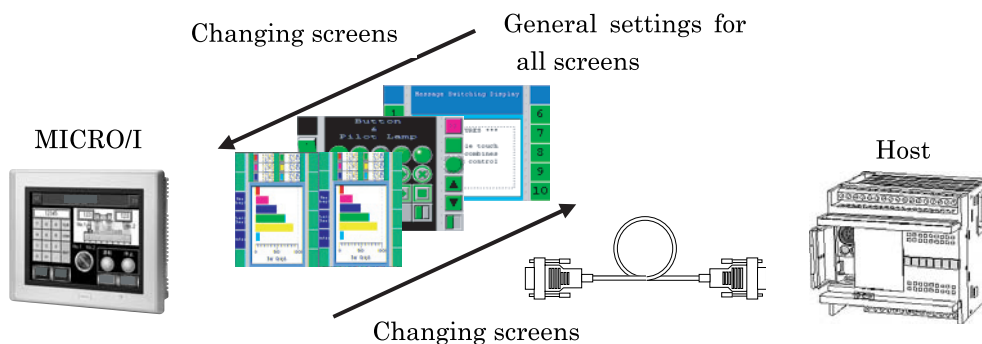 Changing screens
General settings for
all screens
Message Switching Display
Button
&
Pilot Lamp
1
6
7
8
9
10
MICRO/I
Host
Changing screens